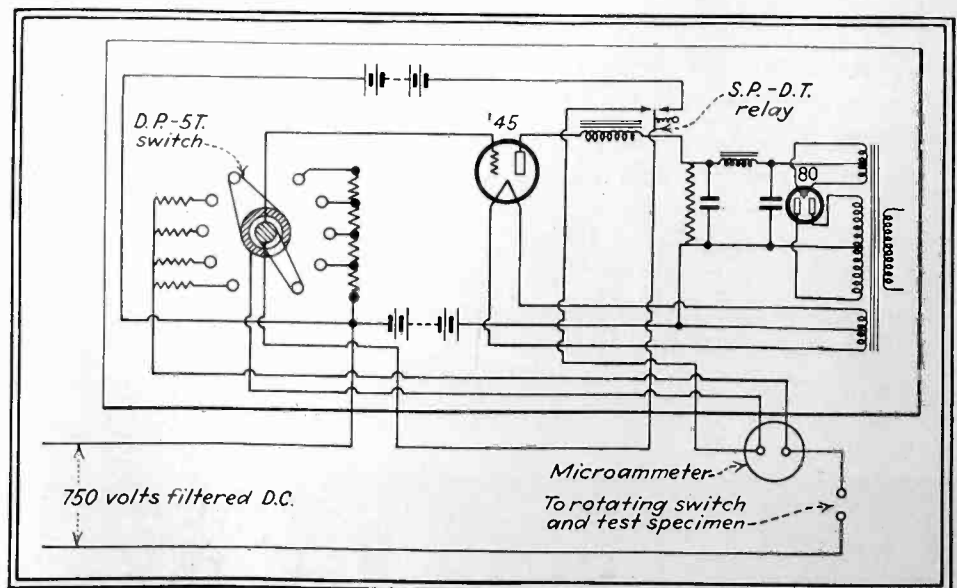 S.P.-D.T.
relay
D.P.-5T.
switch
'45
80
Microammeter
750 volts filtered D.C.
To rotating switch
and test specimen